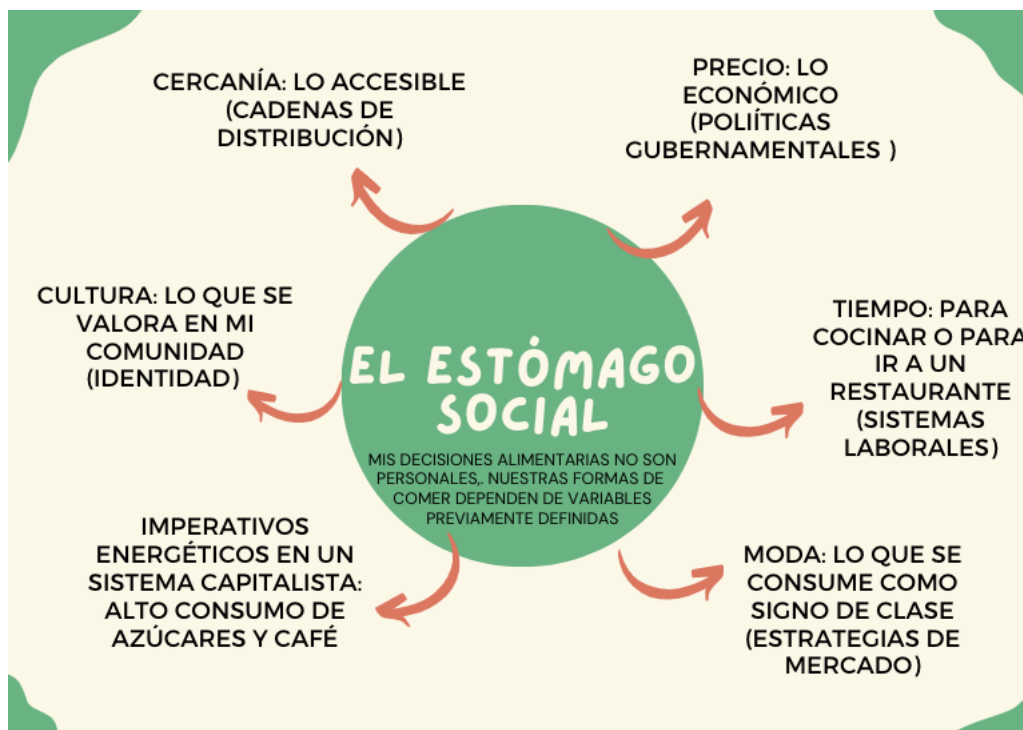 CERCANÍA: LO ACCESIBLE
(CADENAS DE
DISTRIBUCIÓN)
PRECIO: LO
ECONÓMICO
(POLIÍTICAS
GUBERNAMENTALES )
CULTURA: LO QUE SE
VALORA EN MI
COMUNIDAD
(IDENTIDAD)
TIEMPO: PARA
COCINAR O PARA
IR A UN
RESTAURANTE
(SISTEMAS
LABORALES)
EL ESTÓMAGO
SOCIAL
MIS DECISIONES ALIMENTARIAS NO SON
PERSONALES,. NUESTRAS FORMAS DE
COMER DEPENDEN DE VARIABLES
PREVIAMENTE DEFINIDAS
IMPERATIVOS
ENERGÉTICOS EN UN
SISTEMA CAPITALISTA:
ALTO CONSUMO DE
AZÚCARES Y CAFÉ
MODA: LO QUE SE
CONSUME COMO
SIGNO DE CLASE
(ESTRATEGIAS DE
MERCADO)